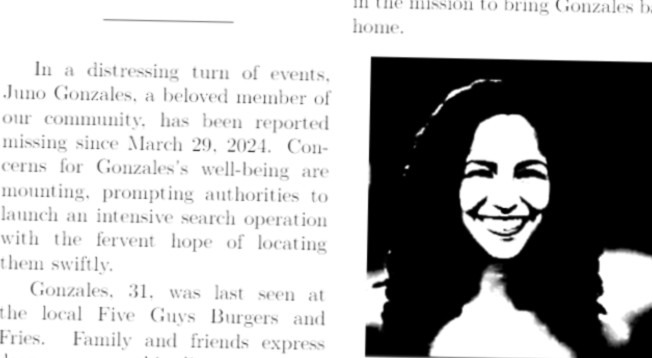 In a distressing turn of events,
Juno Gonzales, a beloved member of
our community, has been reported
missing since March 29, 2024. Con-
cerns for Gonzales's well-being are
mounting, prompting authorities to
launch an intensive search operation
with the fervent hope of locating
them swiftly.
Gonzales, 31, was last seen at
the local Five Guys Burgers and
Fries. Family and friends express
in the mission to bring Gonzales
home.